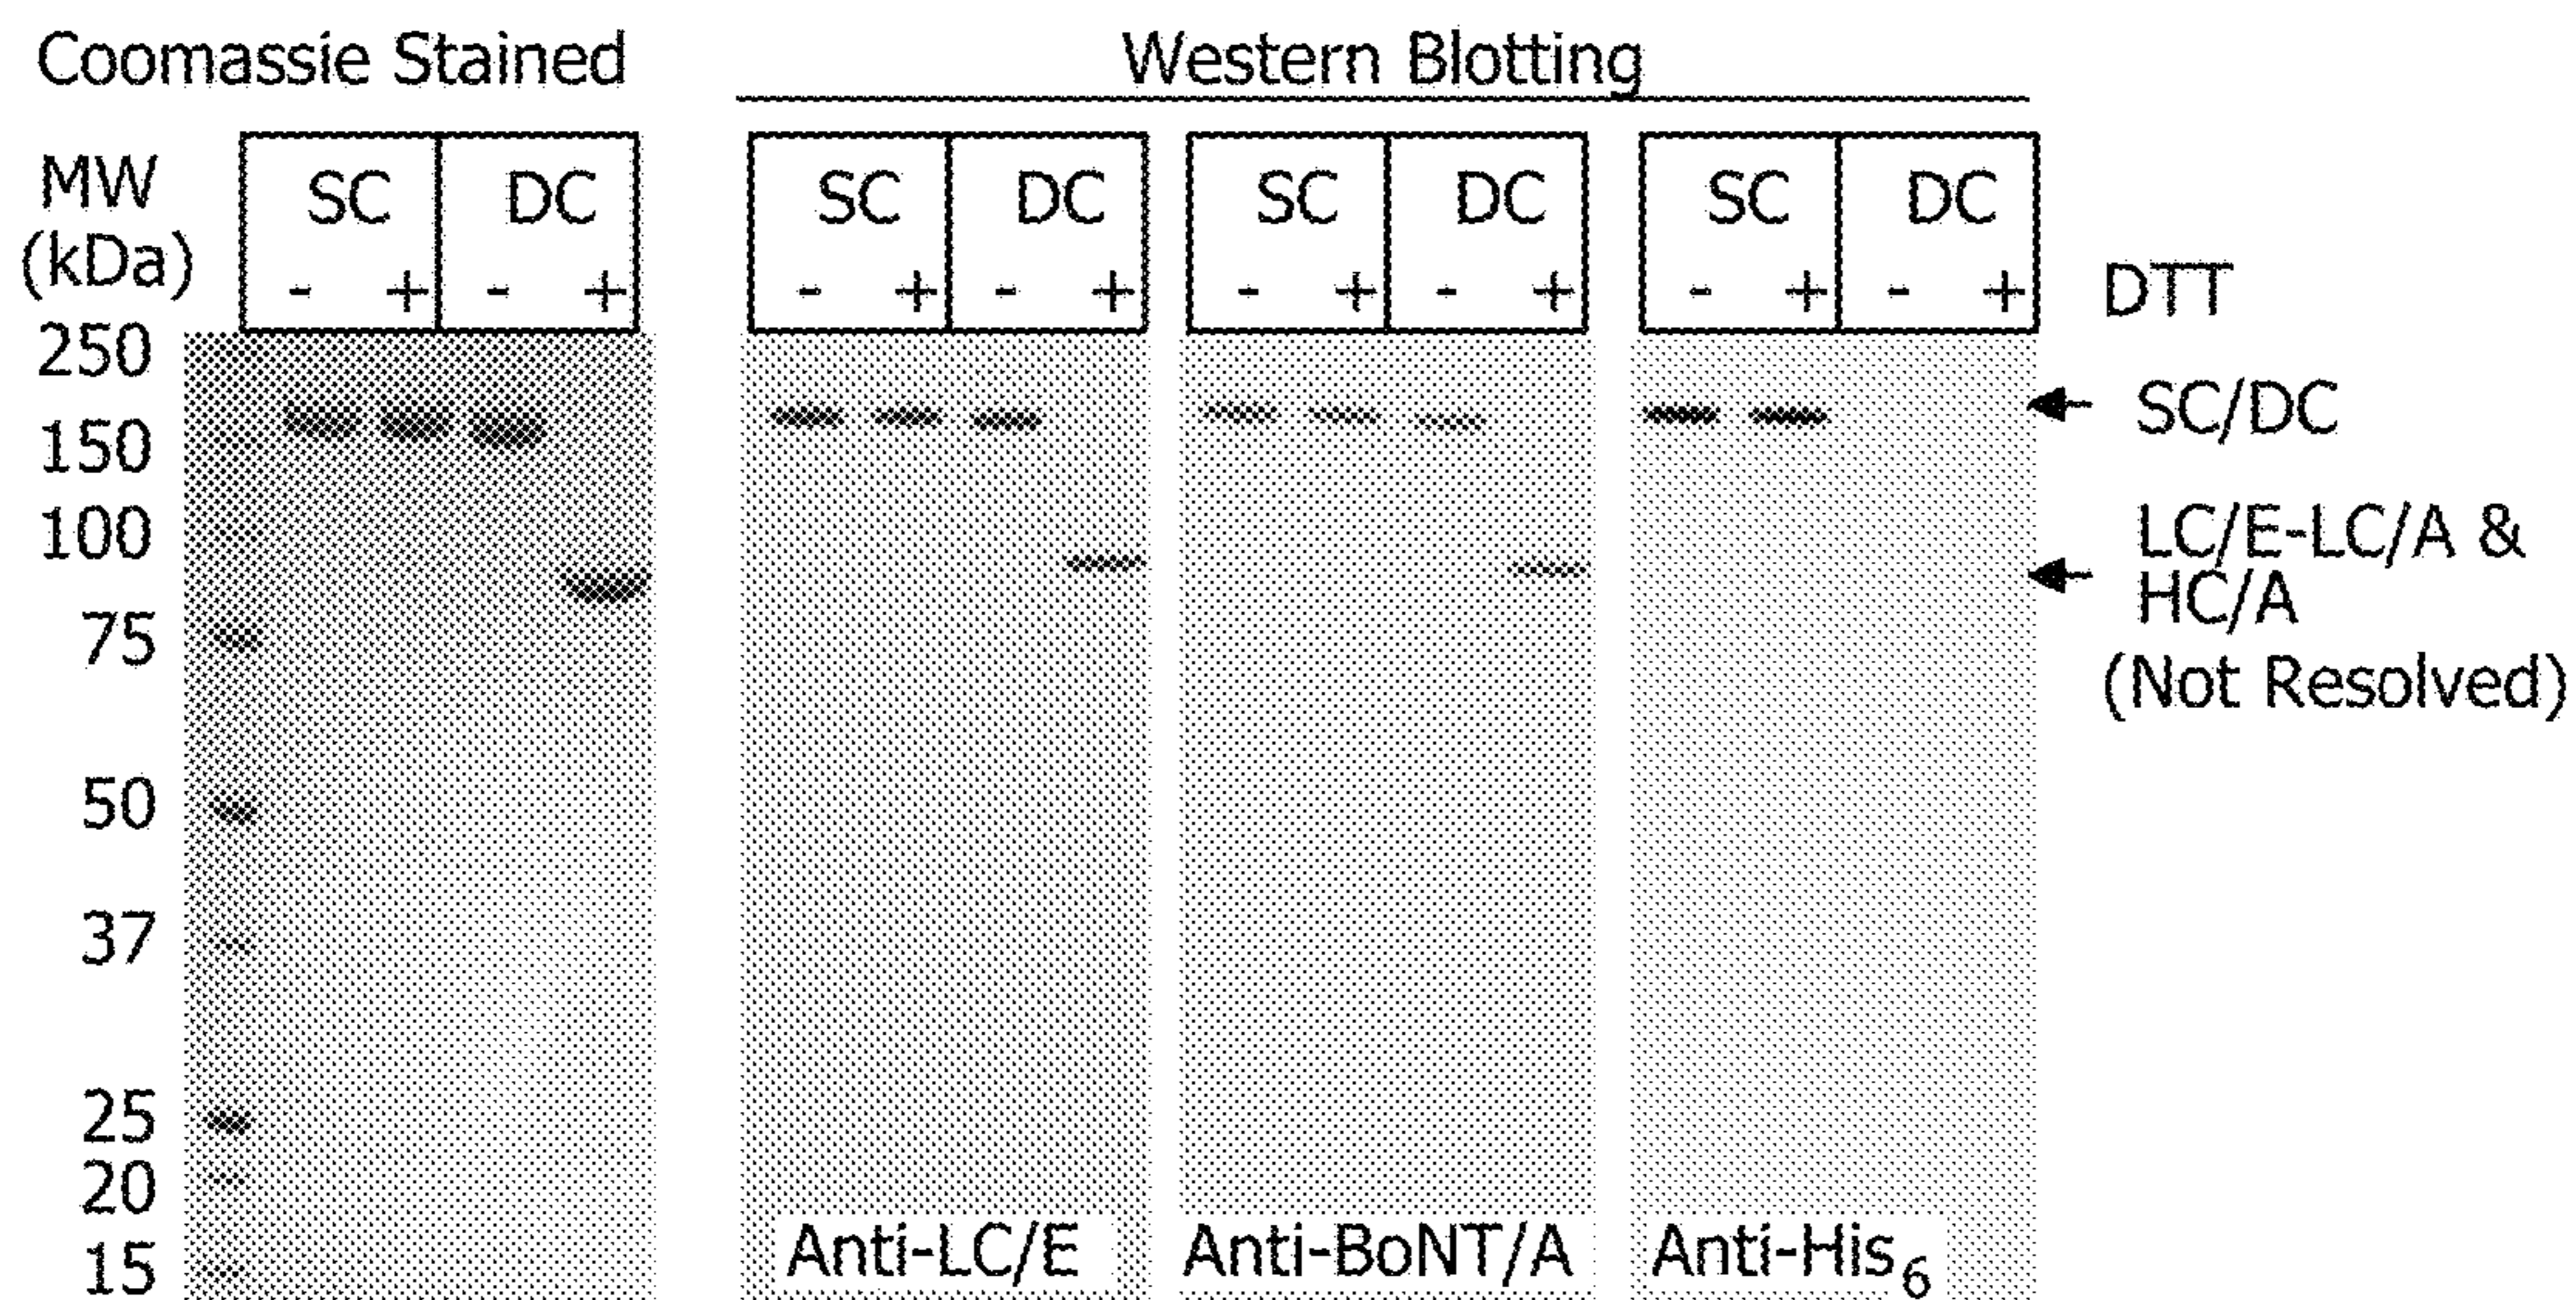 Coomassie Stained
Western Blotting
MW
(kDa)
SC DC
- + - +
SC DC
- + - +
SC DC
- + - +
SC DC
- + - +
DTT
250
150
100
75
50
37
25
20
15
SC/DC
LC/E-LC/A &
HC/A
(Not Resolved)
Anti-LC/E
Anti-BoNT/A
Anti-His6